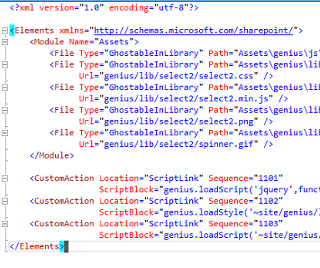 <?xml version="1.0" encoding="utf-8"?>
<Elements xmlns="http://schemas.microsoft.com/sharepoint/">
<Module Name="Assets">
<File Type="GhostableInLibrary" Path="Assets\genius\js"
<File Type="GhostableInLibrary" Path="Assets\genius\lib
Url="genius/lib/select2/select2.css" />
<File Type="GhostableInLibrary" Path="Assets\genius\lib
Url="genius/lib/select2/select2.min.js" />
<File Type="GhostableInLibrary" Path="Assets\genius\lib
Url="genius/lib/select2/select2.png" />
<File Type="GhostableInLibrary" Path="Assets\genius\lib
Url="genius/lib/select2/spinner.gif" />
</Module>
<CustomAction Location="ScriptLink" Sequence="1101"
ScriptBlock="genius.loadScript('jquery',funct
<CustomAction Location="ScriptLink" Sequence="1102"
ScriptBlock="genius.loadStyle('~site/genius/l
<CustomAction Location="ScriptLink" Sequence="1103"
ScriptBlock="genius.loadScript('~site/genius/
</Elements>